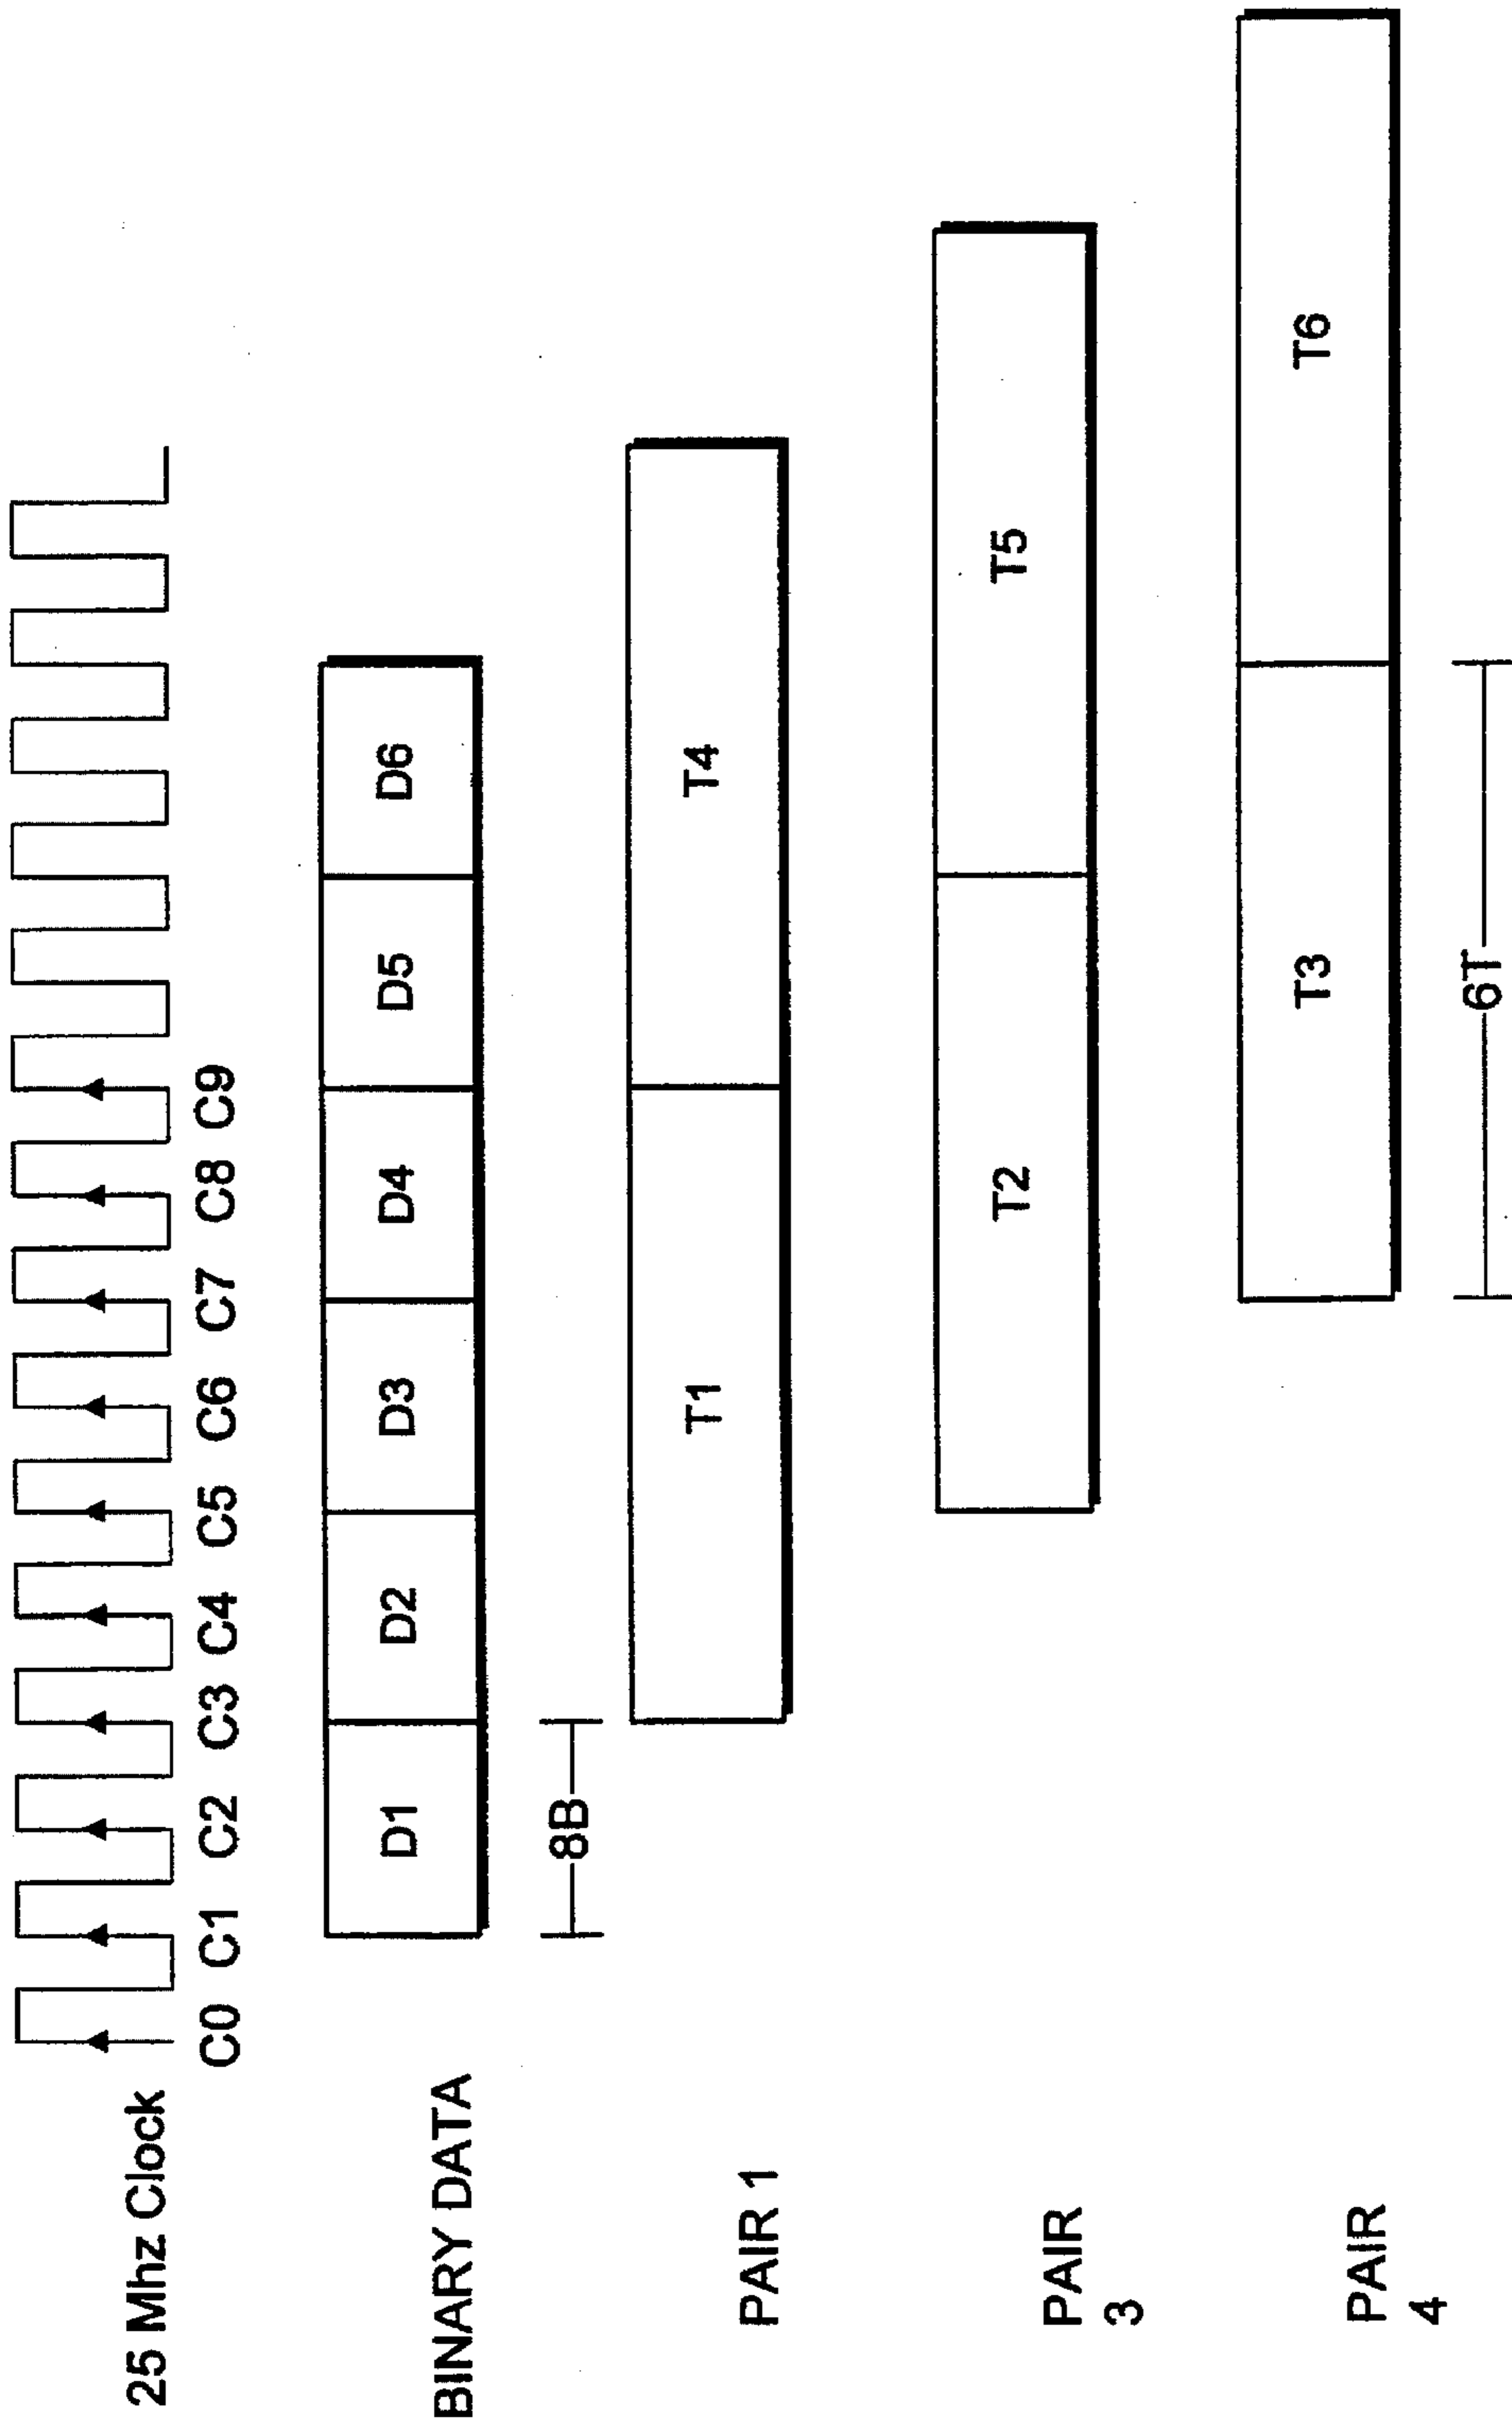 25 Mhz Clock
C0 C1 C2 C3 C4 C5 C6 C7 C8 C9
BINARY DATA
D1 D2 D3 D4 D5 D6
8B
PAIR 1
T1 T4
PAIR
3
T2 T5
PAIR
4
T3 T6
6T